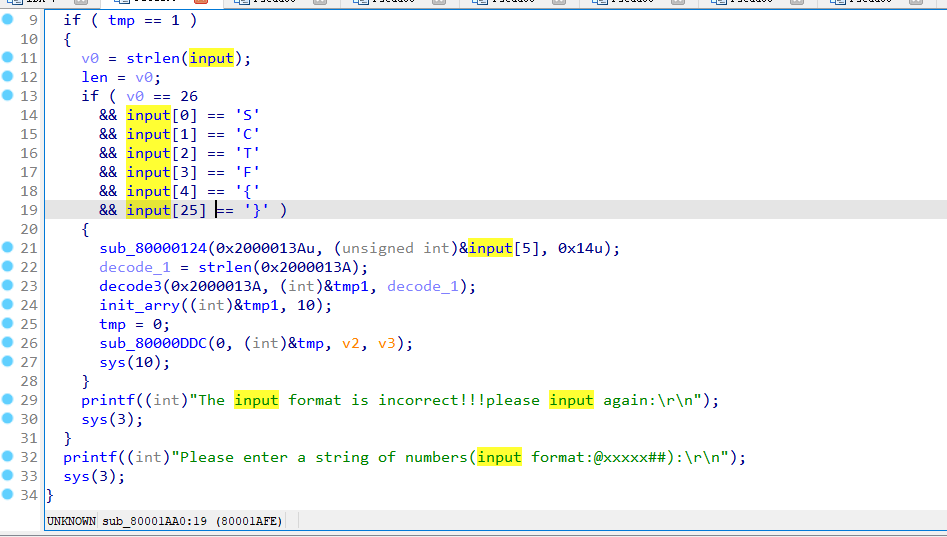 9 if ( tmp == 1 )
10 {
11 v0 = strlen(input);
12 len = v0;
13 if ( v0 == 26
14 && input[0] == 'S'
15 && input[1] == 'C'
16 && input[2] == 'T'
17 && input[3] == 'F'
18 && input[4] == '{'
19 && input[25] == '}' )
20 {
21 sub_80000124(0x2000013Au, (unsigned int)&input[5], 0x14u);
22 decode_1 = strlen(0x2000013A);
23 decode3(0x2000013A, (int)&tmp1, decode_1);
24 init_arry((int)&tmp1, 10);
25 tmp = 0;
26 sub_80000DDC(0, (int)&tmp, v2, v3);
27 sys(10);
28 }
29 printf((int)"The input format is incorrect!!!please input again:\r\n");
30 sys(3);
31 }
32 printf((int)"Please enter a string of numbers(input format:@xxxxx##):\r\n");
33 sys(3);
34 }
UNKNOWN sub_80001AA0:19 (80001AFE)